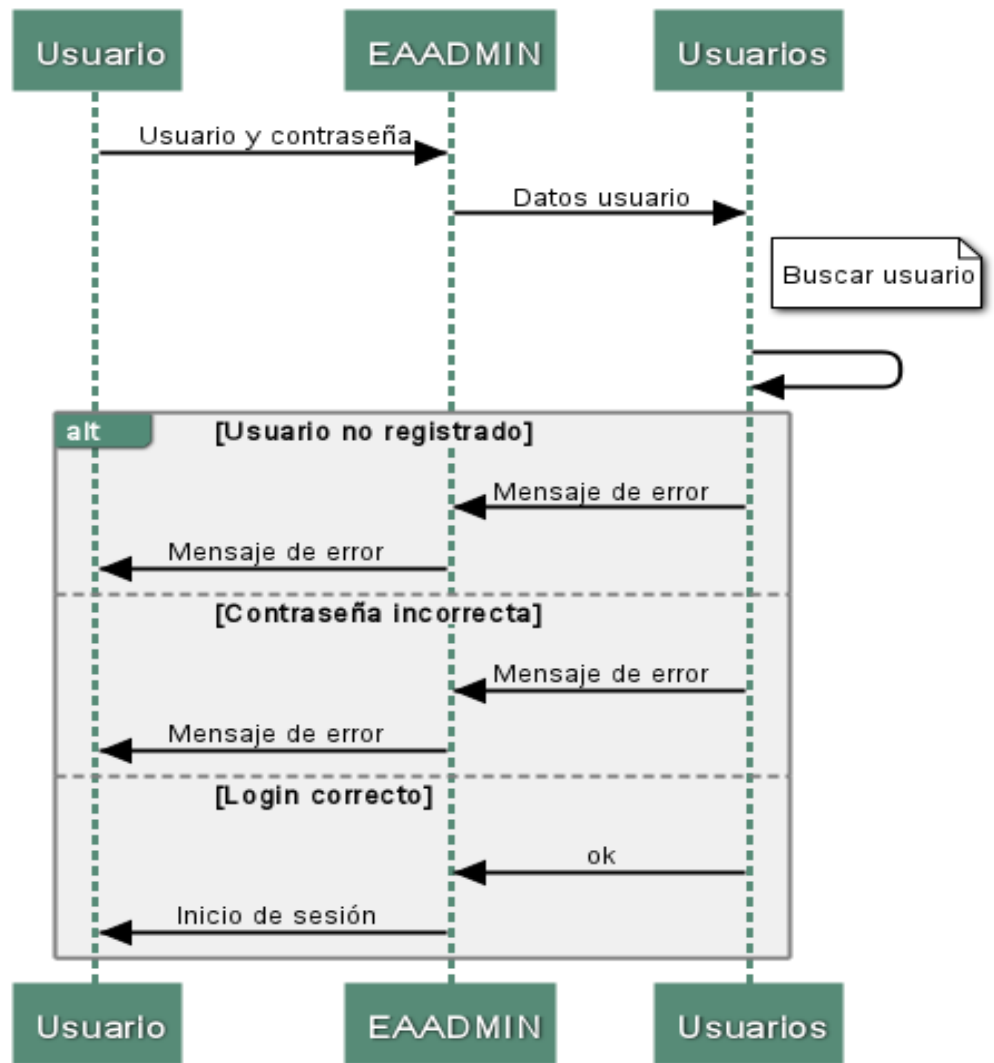 Usuario
EAADMIN
Usuarios
Usuario y contraseña
Datos usuario
Buscar usuario
alt
[Usuario no registrado]
Mensaje de error
Mensaje de error
[Contraseña incorrecta]
Mensaje de error
Mensaje de error
[Login correcto]
ok
Inicio de sesión
Usuario
EAADMIN
Usuarios